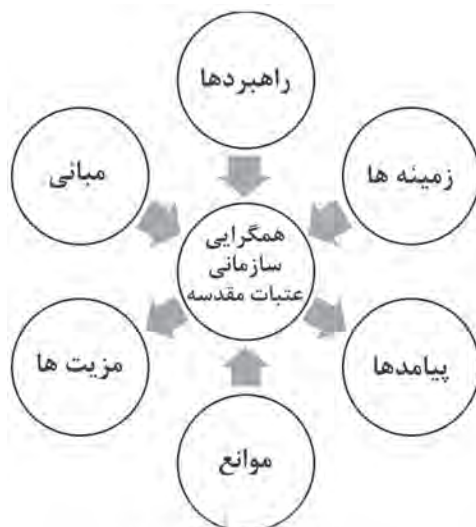 راهبردها
زمینه ها
مبانی
همگرایی
سازمانی
عتبات مقدسه
پیامدها
مزیت ها
موانع